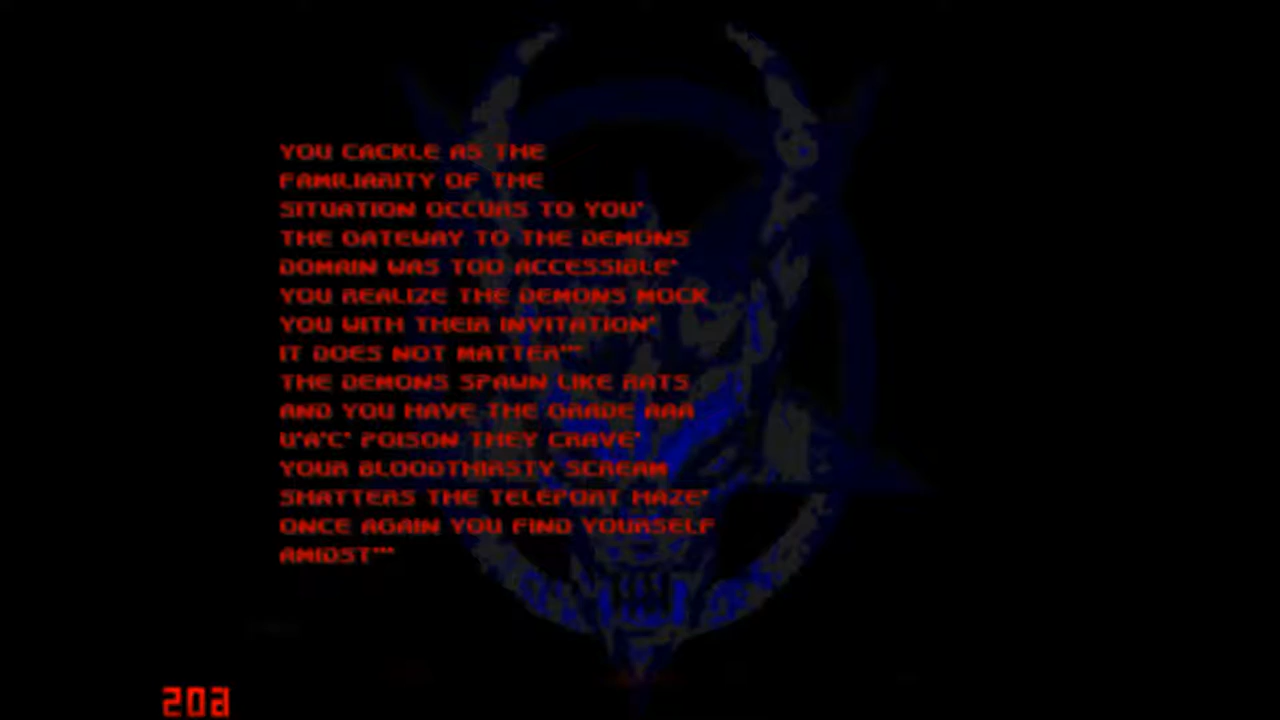 YOU CACKLE AS THE
FAMILIARITY OF THE
SITUATION OCCURS TO YOU.
THE GATEWAY TO THE DEMONS
DOMAIN WAS TOO ACCESSIBLE.
YOU REALIZE THE DEMONS MOCK
YOU WITH THEIR INVITATION.
IT DOES NOT MATTER...
THE DEMONS SPAWN LIKE RATS
AND YOU HAVE THE GRADE AAA
U.A.C. POISON THEY CRAVE.
YOUR BLOODTHIRSTY SCREAM
SHATTERS THE TELEPORT HAZE.
ONCE AGAIN YOU FIND YOURSELF
AMIDST...